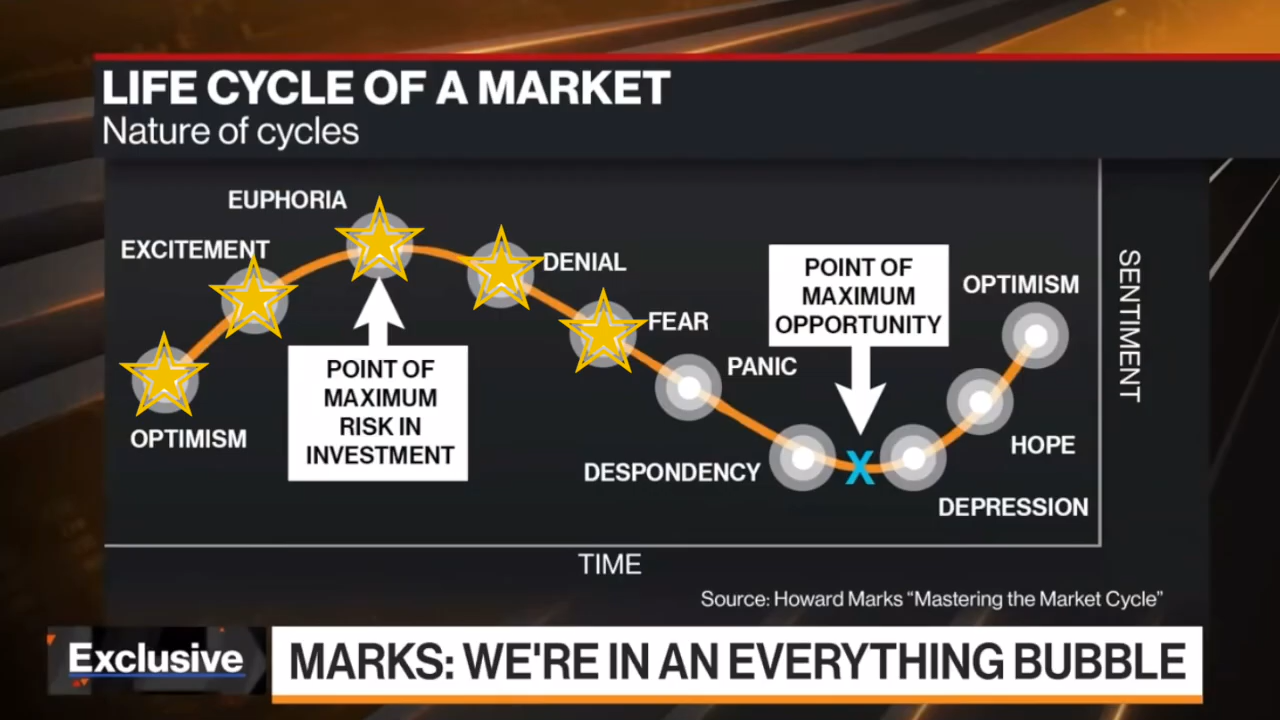 LIFE CYCLE OF A MARKET
Nature of cycles
EUPHORIA
EXCITEMENT
OPTIMISM
POINT OF
MAXIMUM
RISK IN
INVESTMENT
DENIAL
FEAR
PANIC
DESPONDENCY
POINT OF
MAXIMUM
OPPORTUNITY
X
DEPRESSION
HOPE
OPTIMISM
SENTIMENT
TIME
Source: Howard Marks “Mastering the Market Cycle”
Exclusive
MARKS: WE'RE IN AN EVERYTHING BUBBLE